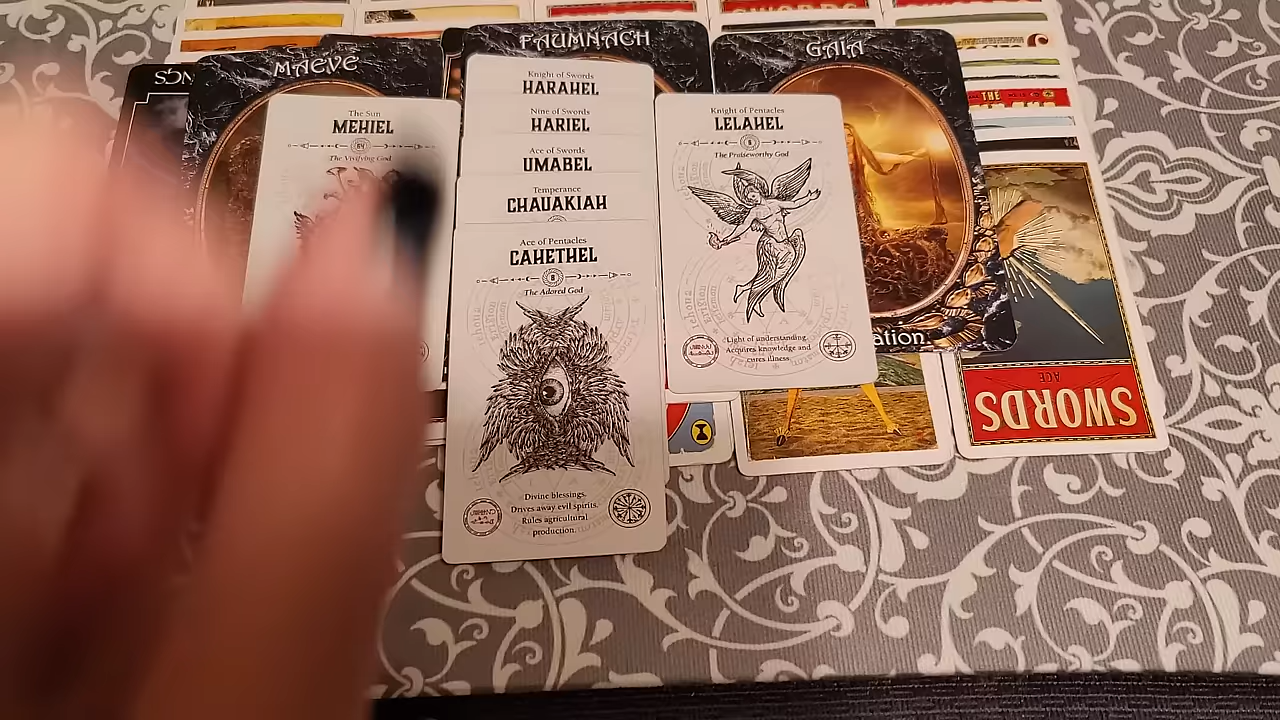 MAEVE
FAUMNACH
GAIA
The Sun
MEHIEL
The Vivifying God
Knight of Swords
HARAHEL
Nine of Swords
HARIEL
Ace of Swords
UMABEL
Temperance
CHAUAKIAH
Ace of Pentacles
CAHETHEL
8
The Adored God
Divine blessings.
Drives away evil spirits.
Rules agricultural
production.
Knight of Pentacles
LELAHEL
6
The Praiseworthy God
Light of understanding.
Acquires knowledge and
cures illness.
ation.
THE
ACE
SWORDS